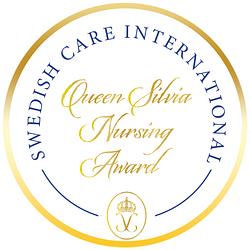 SWEDISH CARE INTERNATIONAL
Queen Silvia
Nursing
Award